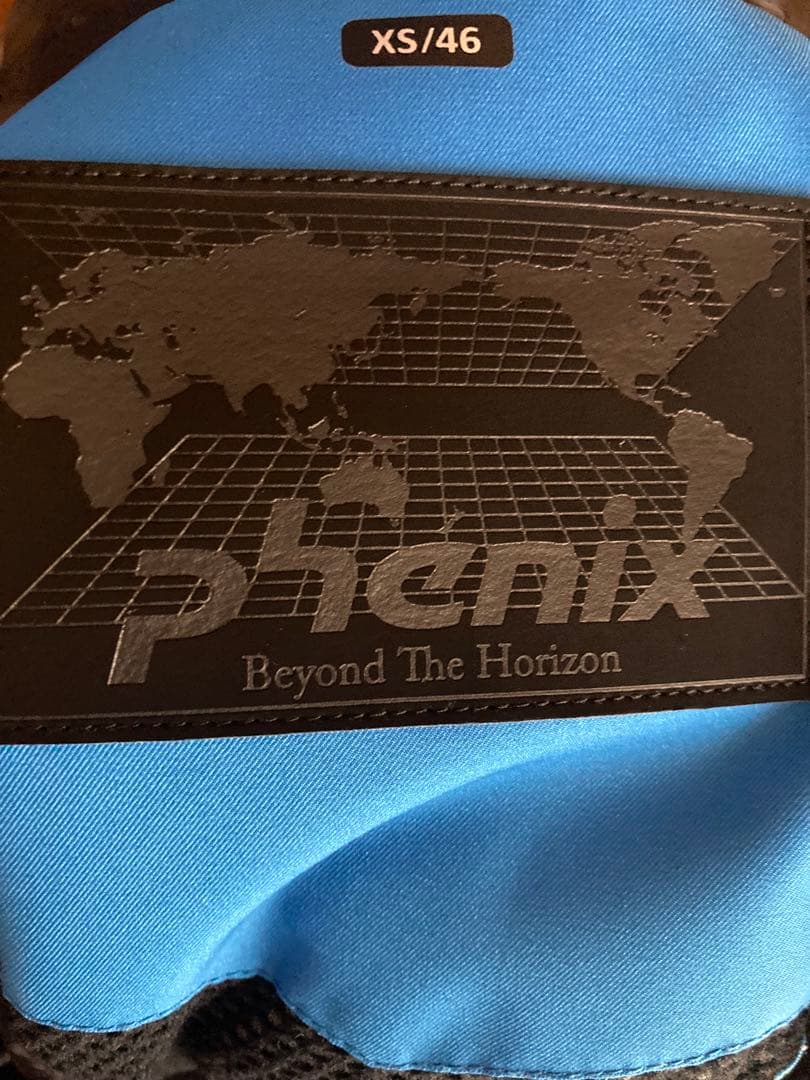 XS/46
phenix
Beyond The Horizon